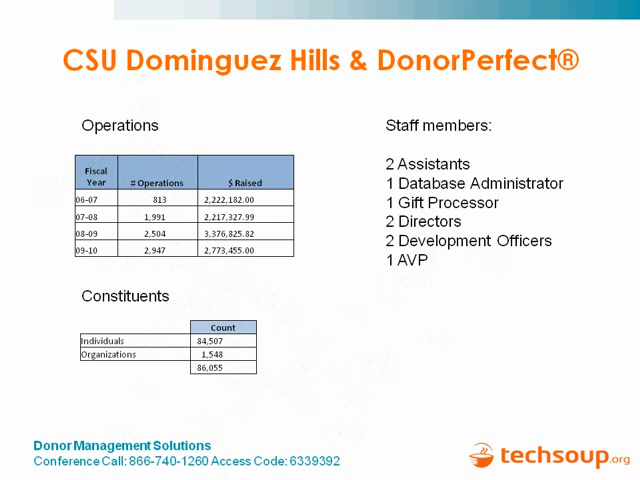 CSU Dominguez Hills & DonorPerfect®
Operations
Fiscal Year # Operations $ Raised
06-07 813 2,222,182.00
07-08 1,991 2,217,327.99
08-09 2,504 3,376,825.82
09-10 2,947 2,773,455.00
Constituents
Count
Individuals 84,507
Organizations 1,548
86,055
Staff members:
2 Assistants
1 Database Administrator
1 Gift Processor
2 Directors
2 Development Officers
1 AVP
Donor Management Solutions
Conference Call: 866-740-1260 Access Code: 6339392
techsoup.org